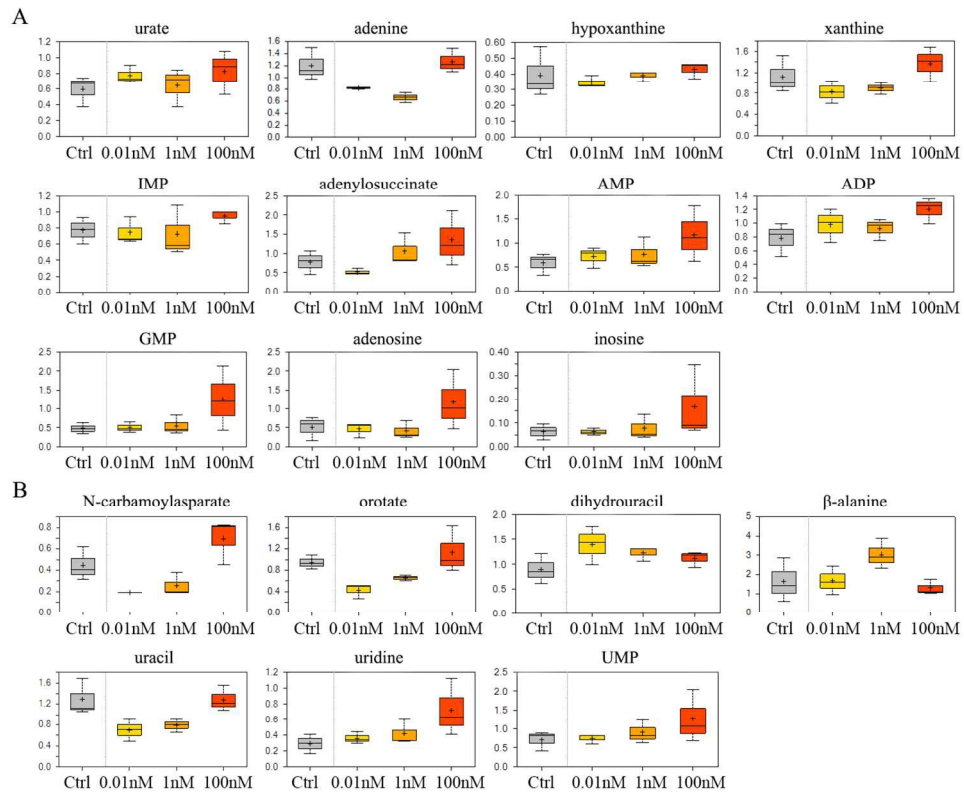 A
urate adenine hypoxanthine xanthine
1.2 1.6 0.60 1.6
1.0 1.4 0.50 1.2
0.8 1.2 0.40 0.8
0.6 1.0 0.30 0.4
0.4 0.8 0.20 0.0
0.2 0.6 0.10
0.0 0.4 0.00
0.2
0.0
Ctrl 0.01nM 1nM 100nM Ctrl 0.01nM 1nM 100nM Ctrl 0.01nM 1nM 100nM Ctrl 0.01nM 1nM 100nM
IMP adenylosuccinate AMP ADP
1.2 2.5 2.0 1.4
1.0 2.0 1.5 1.2
0.8 1.5 1.0 1.0
0.6 1.0 0.5 0.8
0.4 0.5 0.0 0.6
0.2 0.0 0.4
0.0 0.2
0.0
Ctrl 0.01nM 1nM 100nM Ctrl 0.01nM 1nM 100nM Ctrl 0.01nM 1nM 100nM Ctrl 0.01nM 1nM 100nM
GMP adenosine inosine
2.5 2.5 0.40
2.0 2.0 0.30
1.5 1.5 0.20
1.0 1.0 0.10
0.5 0.5 0.00
0.0 0.0
Ctrl 0.01nM 1nM 100nM Ctrl 0.01nM 1nM 100nM Ctrl 0.01nM 1nM 100nM
B
N-carbamoylasparate orotate dihydrouracil β-alanine
0.8 1.6 2.0 5
0.6 1.2 1.5 4
0.4 0.8 1.0 3
0.2 0.4 0.5 2
0.0 0.0 0.0 1
0
Ctrl 0.01nM 1nM 100nM Ctrl 0.01nM 1nM 100nM Ctrl 0.01nM 1nM 100nM Ctrl 0.01nM 1nM 100nM
uracil uridine UMP
1.6 1.2 2.5
1.2 1.0 2.0
0.8 0.8 1.5
0.4 0.6 1.0
0.0 0.4 0.5
0.2 0.0
0.0
Ctrl 0.01nM 1nM 100nM Ctrl 0.01nM 1nM 100nM Ctrl 0.01nM 1nM 100nM